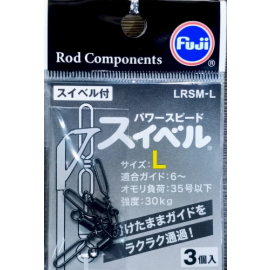 Fuji
®
Rod Components
スイベル付
LRSM-L
パワースピード
スイベル®
サイズ:L
適合ガイド:6〜
オモリ負荷:35号以下
強度:30kg
けたままガイドを
ラクラク通過!
3個入